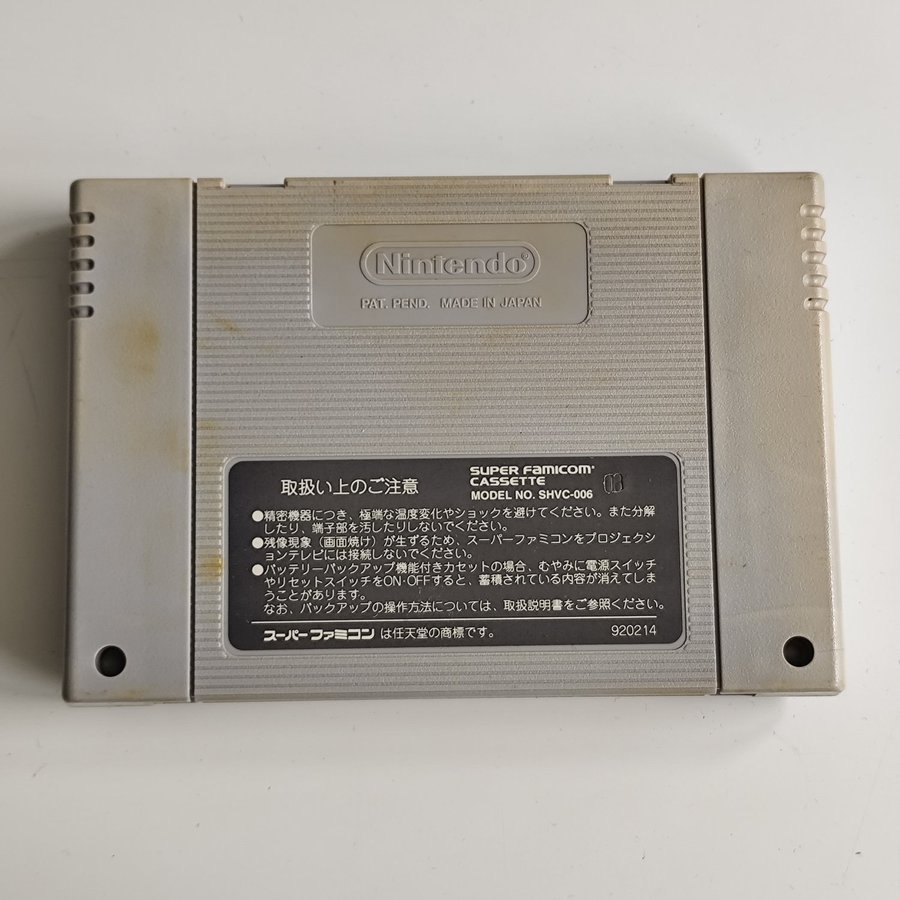 Nintendo®
PAT. PEND. MADE IN JAPAN
SUPER FAMICOM®
取扱い上のご注意 CASSETTE
MODEL NO. SHVC-006
●精密機器につき、極端な温度変化やショックを避けてください。また分解
したり、端子部を汚したりしないでください。
●残像現象（画面焼け）が生ずるため、スーパーファミコンをプロジェクシ
ョンテレビには接続しないでください。
●バッテリーバックアップ機能付きカセットの場合、むやみに電源スイッチ
やリセットスイッチをON·OFFすると、蓄積されている内容が消えてしま
うことがあります。
なお、バックアップの操作方法については、取扱説明書をご参照ください。
スーパーファミコン は任天堂の商標です。 920214